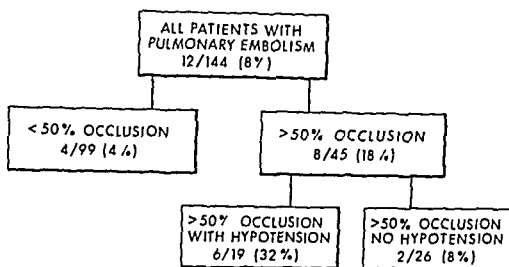 ALL PATIENTS WITH
PULMONARY EMBOLISM
12/144 (8%)
<50% OCCLUSION
4/99 (4%)
>50% OCCLUSION
8/45 (18%)
>50% OCCLUSION
WITH HYPOTENSION
6/19 (32%)
>50% OCCLUSION
NO HYPOTENSION
2/26 (8%)